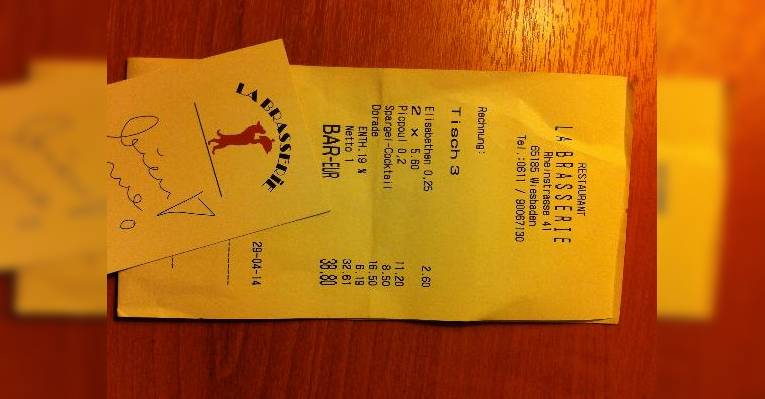 RESTAURANT
LA BRASSERIE
Rheinstrasse 41
65185 Wiesbaden
Tel.:0611 / 90067130
Rechnung:
Tisch 3
Elisabethen 0,25 2.60
2 x 5.60
Picpoul 0,2 11.20
Spargel-Cocktail 8.50
Dorade 16.50
ENTH.19 % 6.19
Netto 1 32.61
BAR-EUR 38.80
29-04-14
LA BRASSERIE